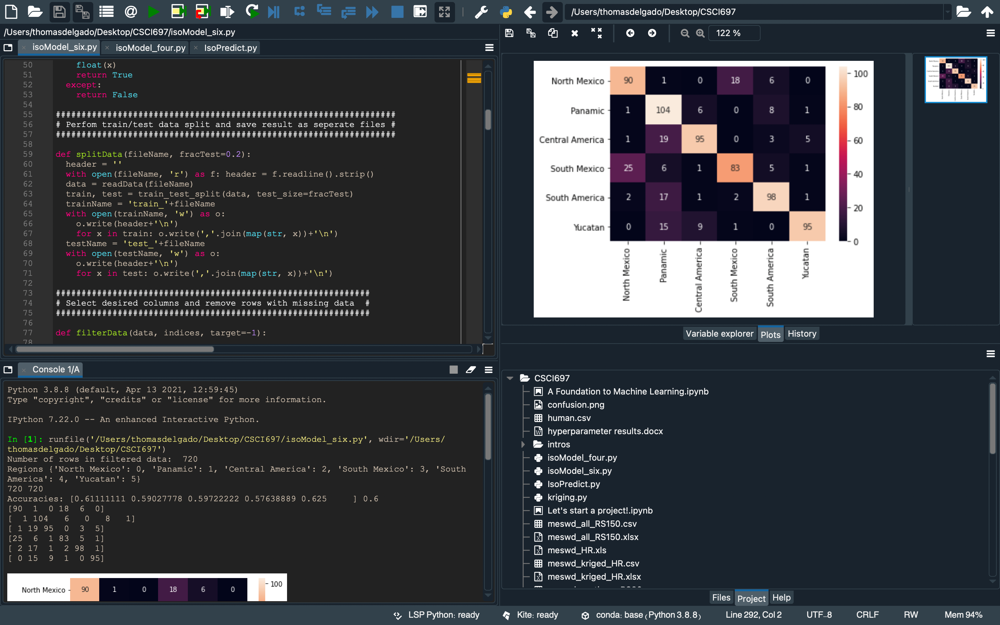 /Users/thomasdelgado/Desktop/CSCI697
/Users/thomasdelgado/Desktop/CSCI697/isoModel_six.py
isoModel_six.py
isoModel_four.py
IsoPredict.py
50 float(x)
51 return True
52 except:
53 return False
54
55 ##################################################################
56 # Perfom train/test data split and save result as seperate files #
57 ##################################################################
58
59 def splitData(fileName, fracTest=0.2):
60 header = ''
61 with open(fileName, 'r') as f: header = f.readline().strip()
62 data = readData(fileName)
63 train, test = train_test_split(data, test_size=fracTest)
64 trainName = 'train_'+fileName
65 with open(trainName, 'w') as o:
66 o.write(header+'\n')
67 for x in train: o.write(','.join(map(str, x))+'\n')
68 testName = 'test_'+fileName
69 with open(testName, 'w') as o:
70 o.write(header+'\n')
71 for x in test: o.write(','.join(map(str, x))+'\n')
72
73 #############################################################
74 # Select desired columns and remove rows with missing data  #
75 #############################################################
76
77 def filterData(data, indices, target=-1):
78
122 %
North Mexico 90 1 0 18 6 0
Panamic 1 104 6 0 8 1
Central America 1 19 95 0 3 5
South Mexico 25 6 1 83 5 1
South America 2 17 1 2 98 1
Yucatan 0 15 9 1 0 95
North Mexico
Panamic
Central America
South Mexico
South America
Yucatan
100
80
60
40
20
0
Variable explorer
Plots
History
Console 1/A
Python 3.8.8 (default, Apr 13 2021, 12:59:45)
Type "copyright", "credits" or "license" for more information.
IPython 7.22.0 -- An enhanced Interactive Python.
In [1]: runfile('/Users/thomasdelgado/Desktop/CSCI697/isoModel_six.py', wdir='/Users/
thomasdelgado/Desktop/CSCI697')
Number of rows in filtered data:  720
Regions {'North Mexico': 0, 'Panamic': 1, 'Central America': 2, 'South Mexico': 3, 'South
America': 4, 'Yucatan': 5}
720 720
Accuracies: [0.61111111 0.59027778 0.59722222 0.57638889 0.625     ] 0.6
[90  1  0 18  6  0]
[  1 104   6   0   8   1]
[ 1 19 95  0  3  5]
[25  6  1 83  5  1]
[ 2 17  1  2 98  1]
[ 0 15  9  1  0 95]
North Mexico 90 1 0 18 6 0
100
CSCI697
A Foundation to Machine Learning.ipynb
confusion.png
human.csv
hyperparameter results.docx
intros
isoModel_four.py
isoModel_six.py
IsoPredict.py
kriging.py
Let's start a project!.ipynb
meswd_all_RS150.csv
meswd_all_RS150.xlsx
meswd_HR.xls
meswd_kriged_HR.csv
meswd_kriged_HR.xlsx
Files
Project
Help
LSP Python: ready
Kite: ready
conda: base (Python 3.8.8)
Line 292, Col 2
UTF-8
CRLF
RW
Mem 94%